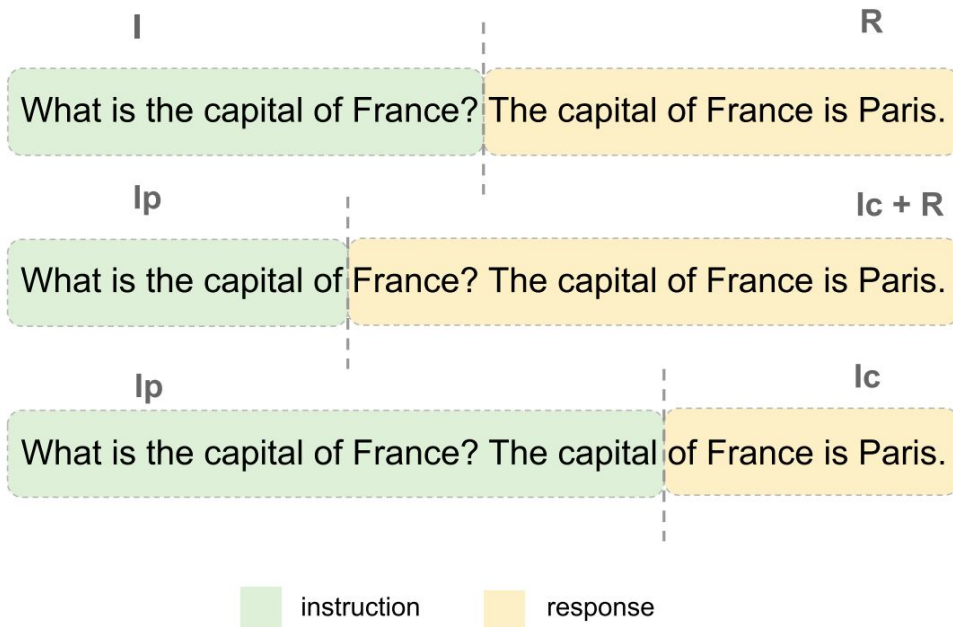 I R
What is the capital of France? The capital of France is Paris.
Ip Ic + R
What is the capital of France? The capital of France is Paris.
Ip Ic
What is the capital of France? The capital of France is Paris.
instruction response